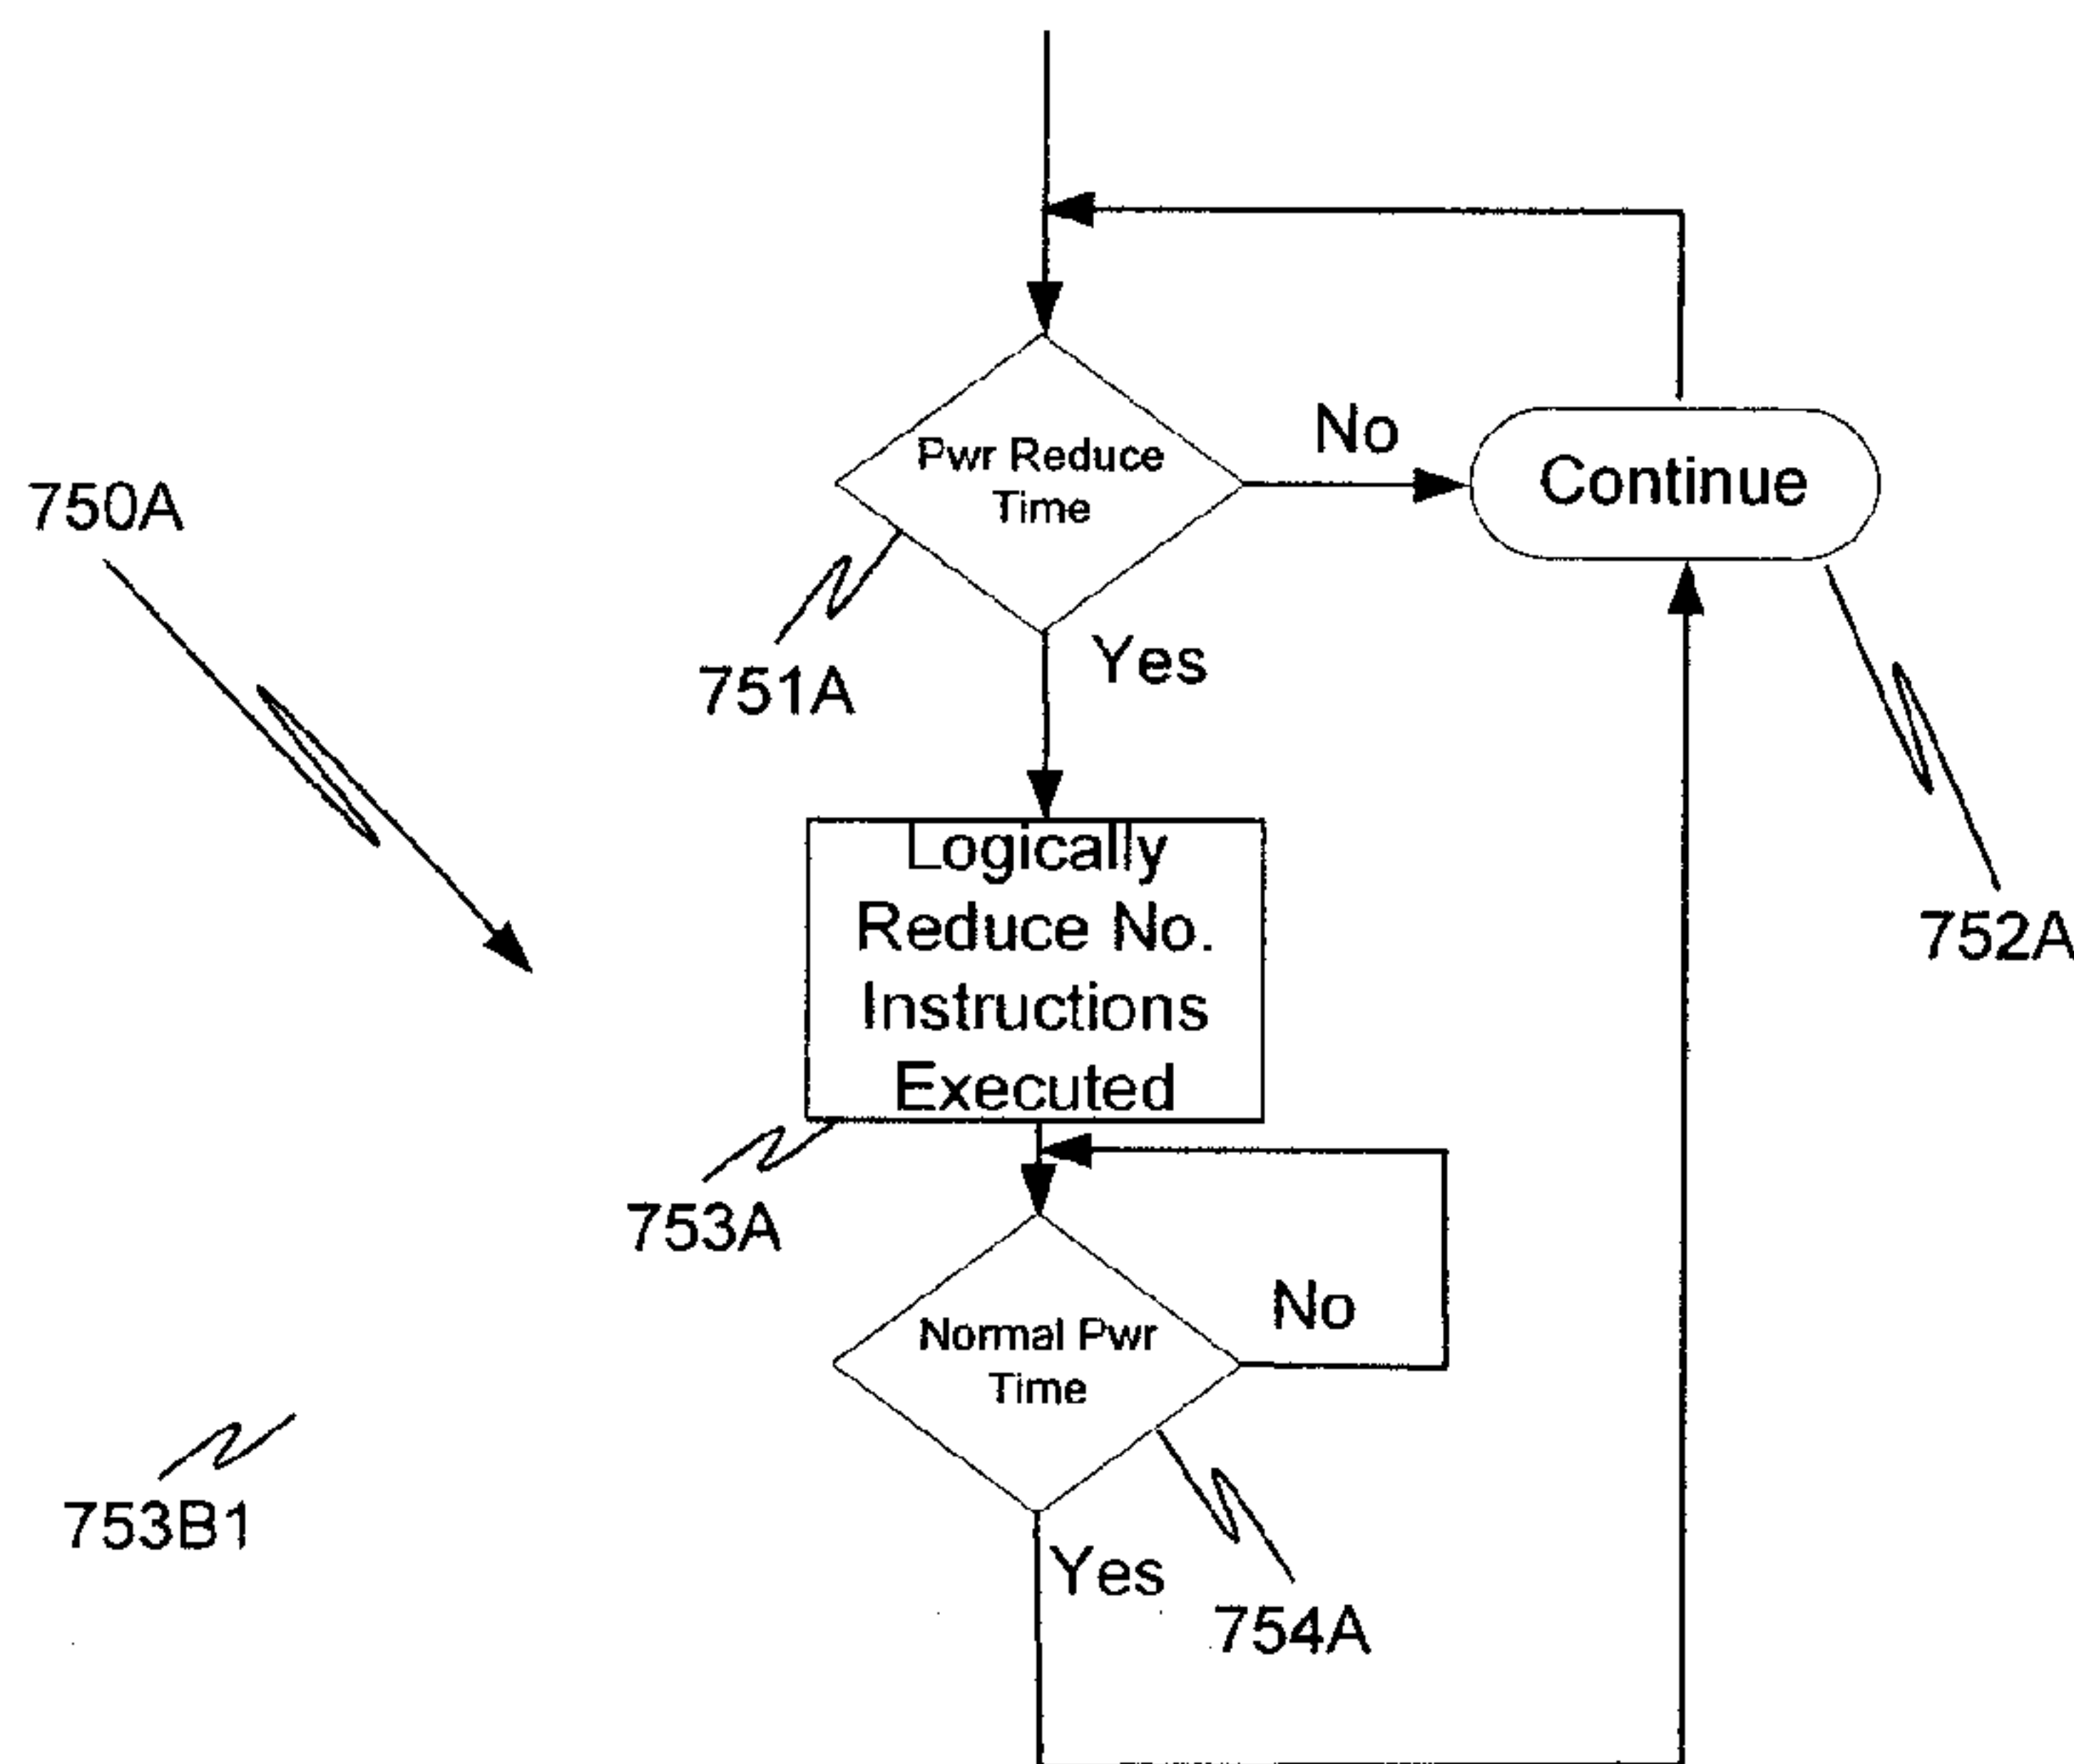 No
Pwr Reduce
Time
Continue
750A
Yes
751A
Logically
Reduce No.
Instructions
Executed
752A
753A
No
Normal Pwr
Time
753B1
Yes
754A